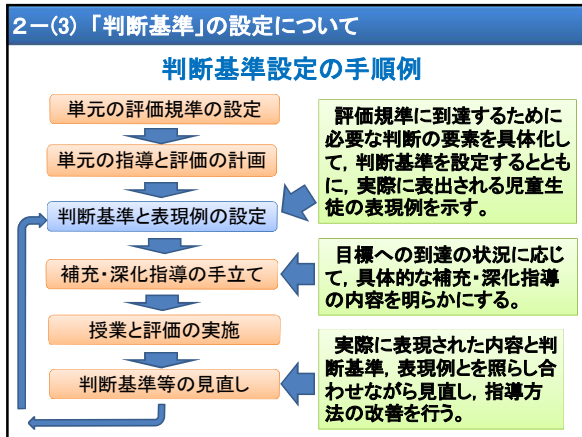 2－(3) 「判断基準」の設定について
判断基準設定の手順例
単元の評価規準の設定
単元の指導と評価の計画
判断基準と表現例の設定
補充・深化指導の手立て
授業と評価の実施
判断基準等の見直し
評価規準に到達するために
必要な判断の要素を具体化し
て，判断基準を設定するととも
に，実際に表出される児童生
徒の表現例を示す。
目標への到達の状況に応じ
て，具体的な補充・深化指導
の内容を明らかにする。
実際に表現された内容と判
断基準，表現例とを照らし合
わせながら見直し，指導方
法の改善を行う。